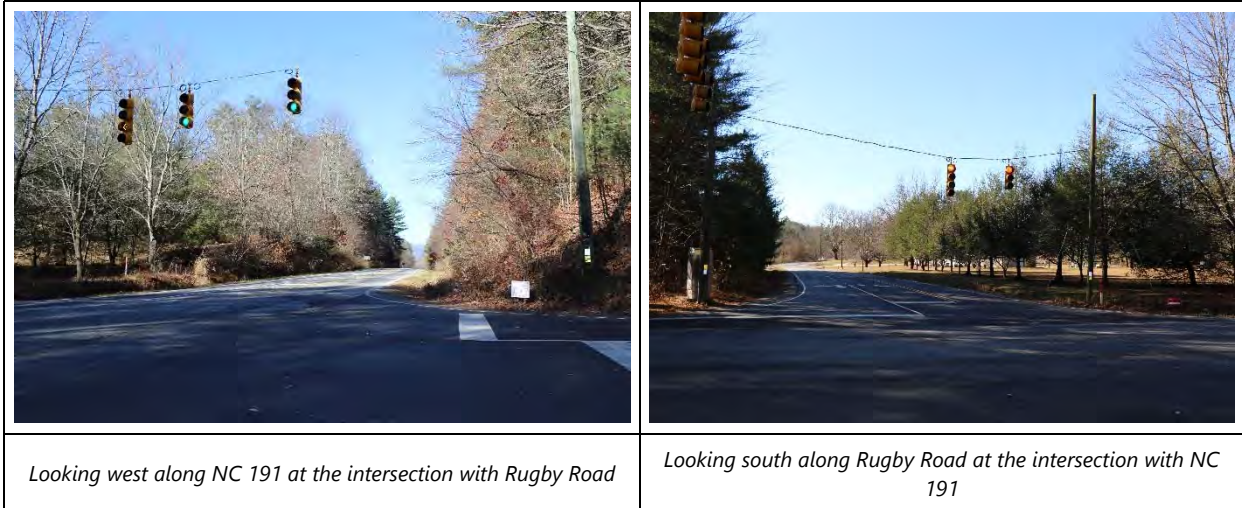 Looking west along NC 191 at the intersection with Rugby Road
Looking south along Rugby Road at the intersection with NC
191